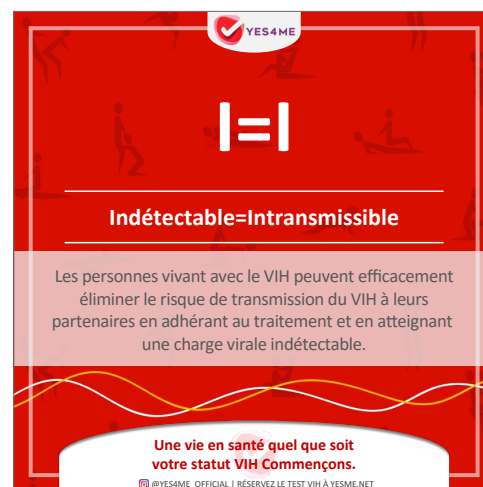 YES4ME
I=I
Indétectable=Intransmissible
Les personnes vivant avec le VIH peuvent efficacement
éliminer le risque de transmission du VIH à leurs
partenaires en adhérant au traitement et en atteignant
une charge virale indétectable.
Une vie en santé quel que soit
votre statut VIH Commençons.
@YES4ME_OFFICIAL | RÉSERVEZ LE TEST VIH À YESME.NET